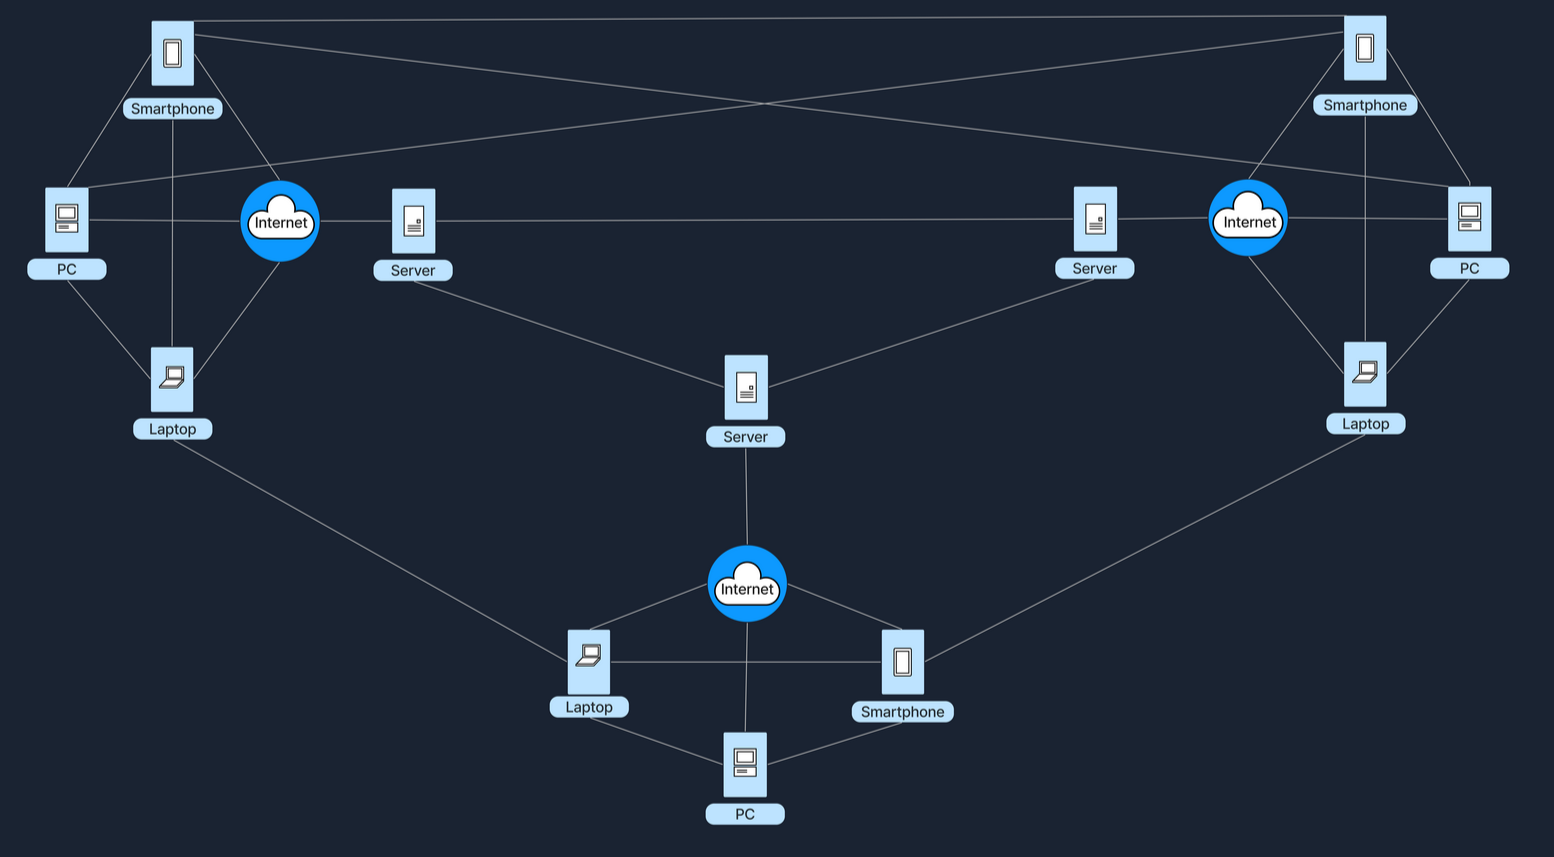 Smartphone
Smartphone
Internet
Internet
PC
Server
Server
PC
Laptop
Laptop
Server
Internet
Laptop
Smartphone
PC